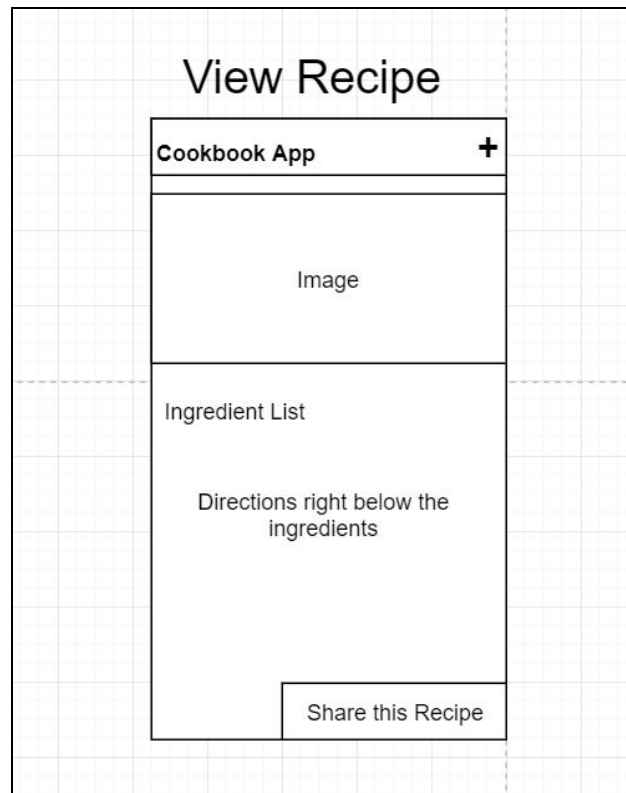 View Recipe
Cookbook App +
Image
Ingredient List
Directions right below the
ingredients
Share this Recipe